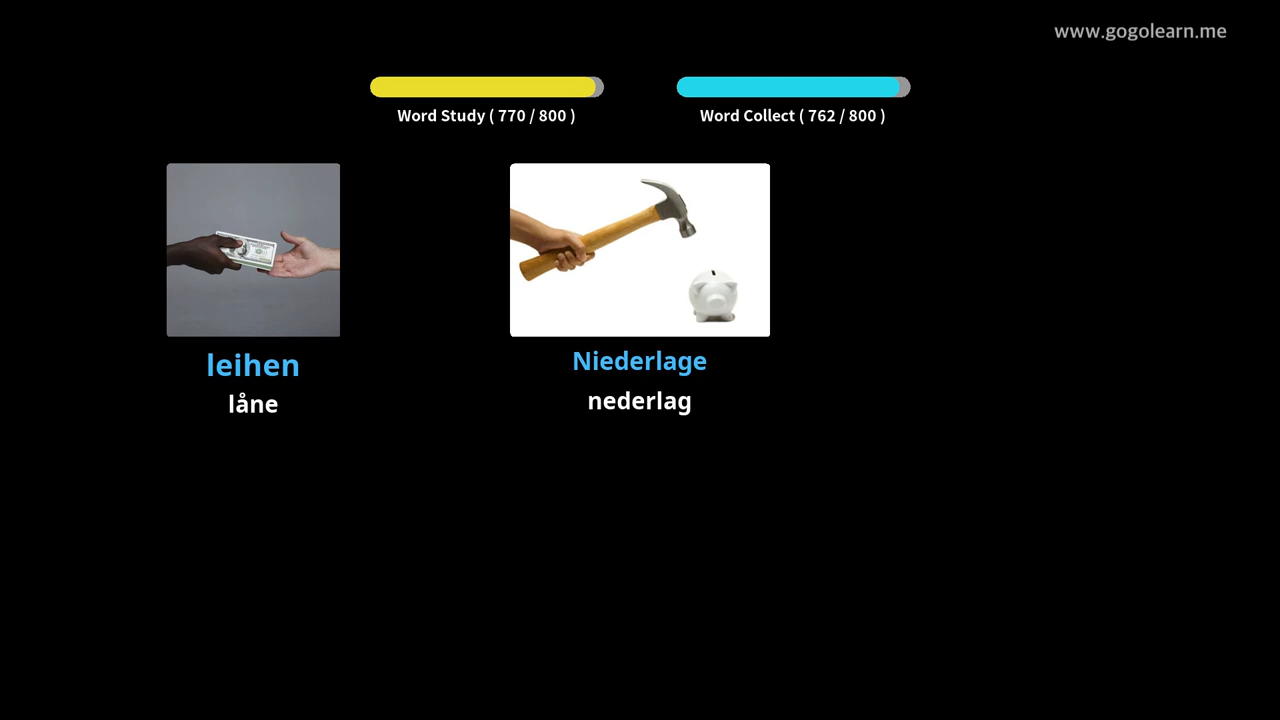 www.gogolearn.me
Word Study ( 770 / 800 )
Word Collect ( 762 / 800 )
leihen
låne
Niederlage
nederlag